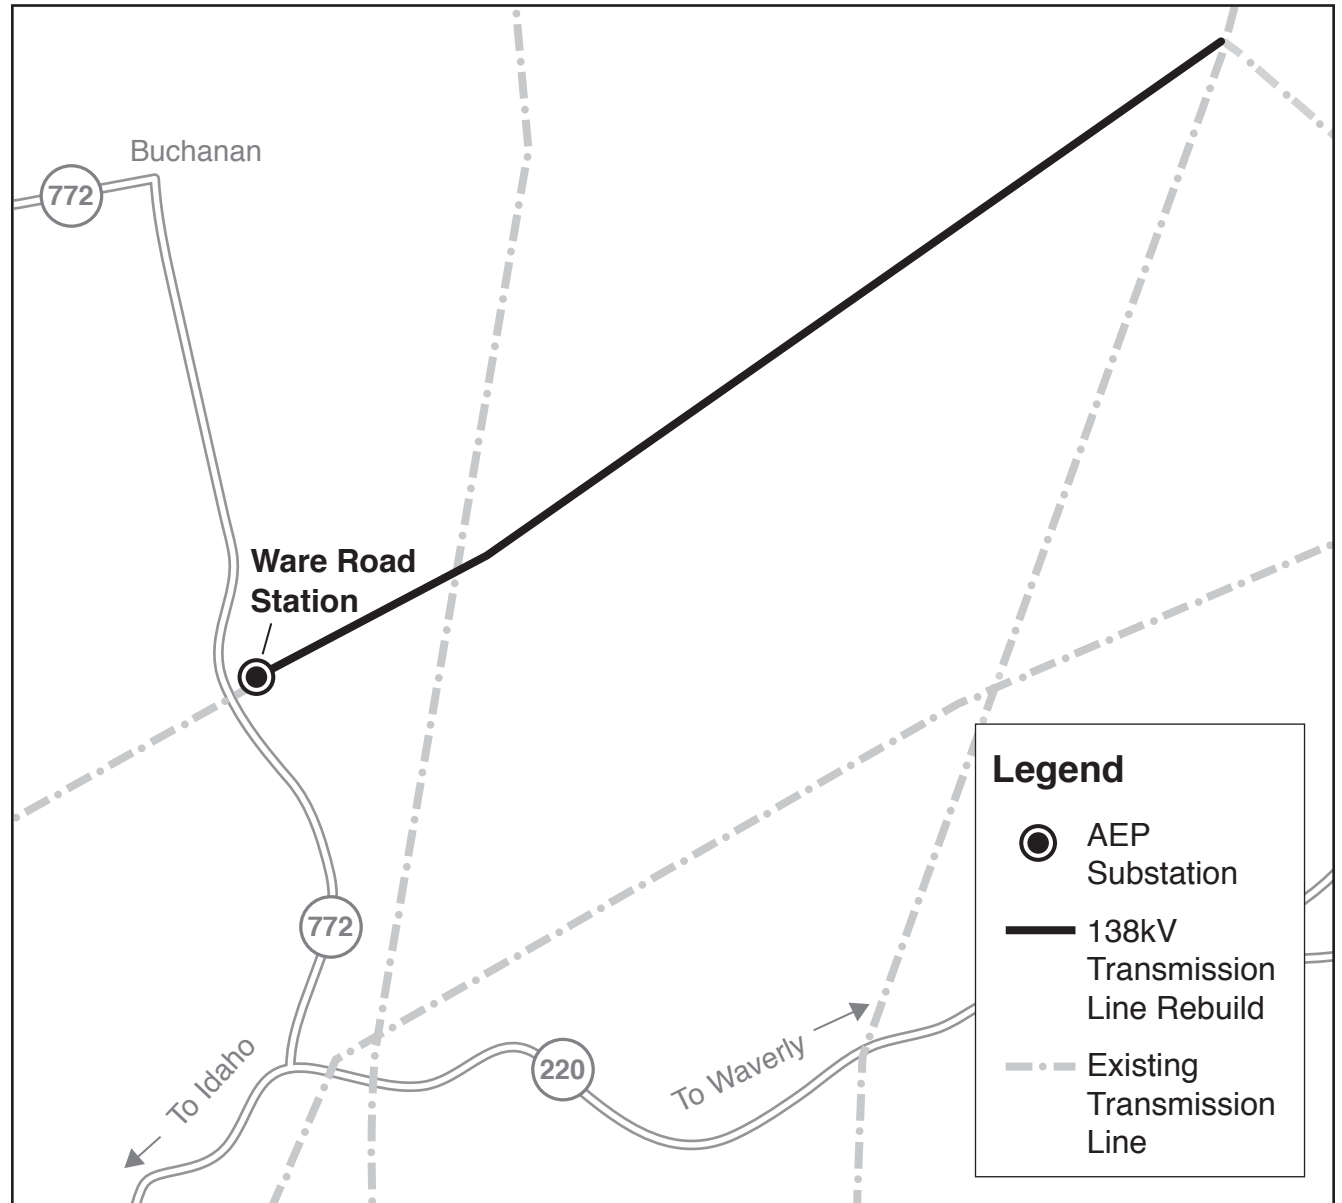 Buchanan
772
Ware Road
Station
772
To Idaho
220
To Waverly
Legend
AEP
Substation
138kV
Transmission
Line Rebuild
Existing
Transmission
Line